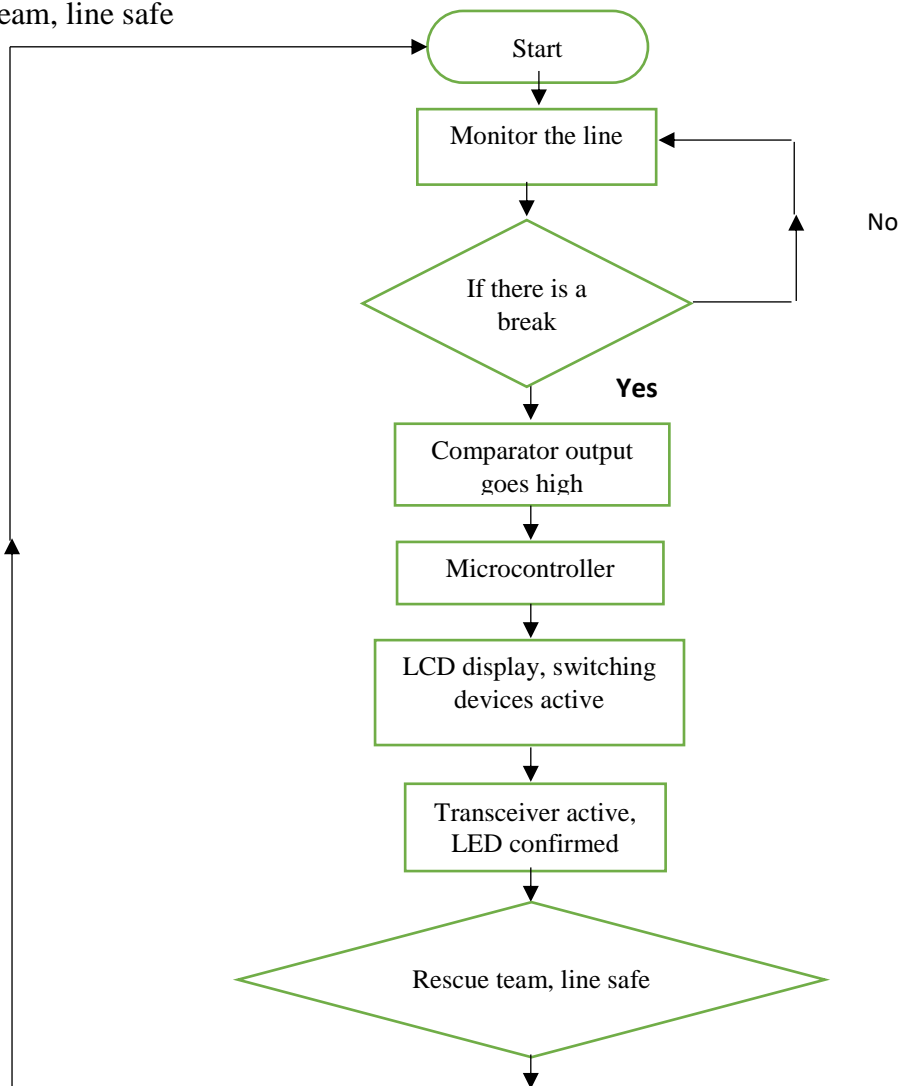 team, line safe
Start
Monitor the line
No
If there is a
break
Yes
Comparator output
goes high
Microcontroller
LCD display, switching
devices active
Transceiver active,
LED confirmed
Rescue team, line safe